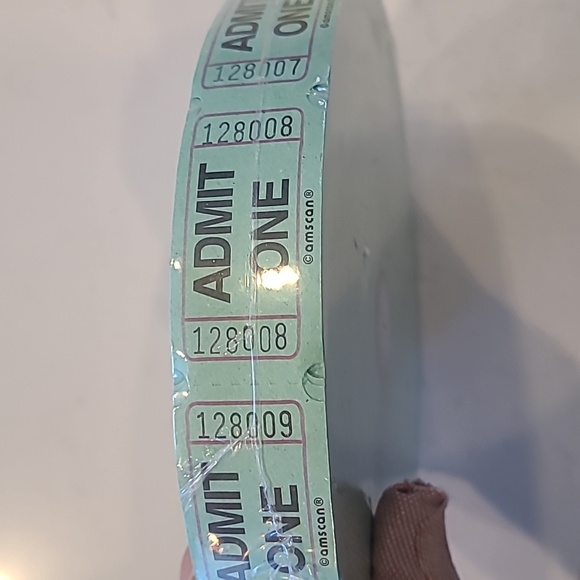 ADMIT
ONE
©amscan
128007
128008
ADMIT
ONE
©amscan®
128008
128009
ADMIT
ONE
©amscan®